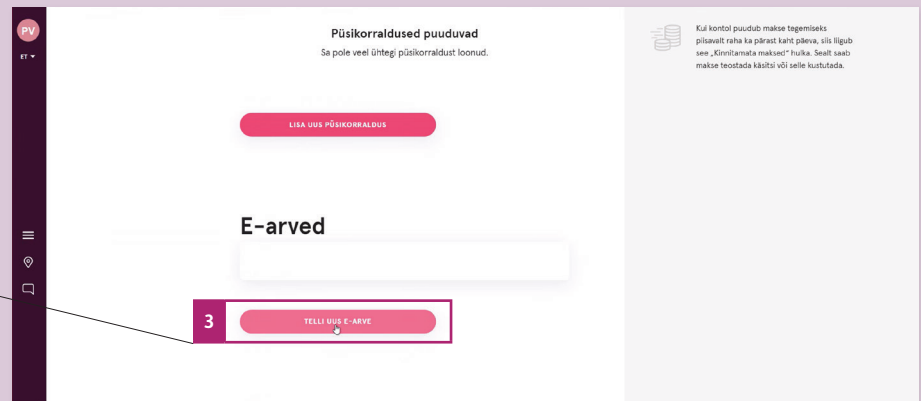 PV
ET
Püsikorraldused puuduvad
Sa pole veel ühtegi püsikorraldust loonud.
LISA UUS PÜSIKORRALDUS
E-arved
3
TELLI UUS E-ARVE
Kui kontol puudub makse tegemiseks
piisavalt raha ka pärast kaht päeva, siis liigub
see „Kinnitamata maksed“ hulka. Sealt saab
makse teostada käsitsi või selle kustutada.